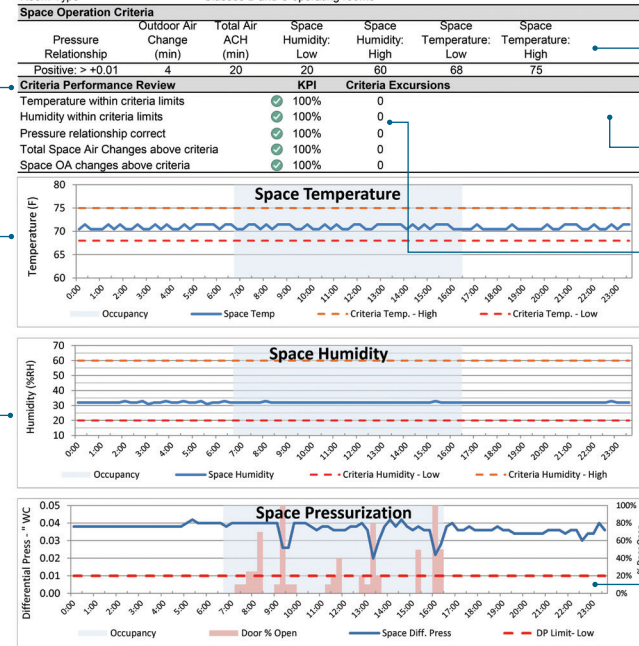 Space Operation Criteria
Pressure Relationship
Outdoor Air Change (min)
Total Air ACH (min)
Space Humidity: Low
Space Humidity: High
Space Temperature: Low
Space Temperature: High
Positive: > +0.01 4 20 20 60 68 75
Criteria Performance Review KPI Criteria Excursions
Temperature within criteria limits 100% 0
Humidity within criteria limits 100% 0
Pressure relationship correct 100% 0
Total Space Air Changes above criteria 100% 0
Space OA changes above criteria 100% 0
Space Temperature
Temperature (F)
80
75
70
65
60
0:00 1:00 2:00 3:00 4:00 5:00 6:00 7:00 8:00 9:00 10:00 11:00 12:00 13:00 14:00 15:00 16:00 17:00 18:00 19:00 20:00 21:00 22:00 23:00
Occupancy Space Temp Criteria Temp. - High Criteria Temp. - Low
Space Humidity
Humidity (%RH)
70
60
50
40
30
20
10
0:00 1:00 2:00 3:00 4:00 5:00 6:00 7:00 8:00 9:00 10:00 11:00 12:00 13:00 14:00 15:00 16:00 17:00 18:00 19:00 20:00 21:00 22:00 23:00
Occupancy Space Humidity Criteria Humidity - Low Criteria Humidity - High
Space Pressurization
Differential Press - " WC
0.05
0.04
0.03
0.02
0.01
0.00
100%
80%
60%
40%
20%
0%
0:00 1:00 2:00 3:00 4:00 5:00 6:00 7:00 8:00 9:00 10:00 11:00 12:00 13:00 14:00 15:00 16:00 17:00 18:00 19:00 20:00 21:00 22:00 23:00
Occupancy Door % Open Space Diff. Press DP Limit- Low